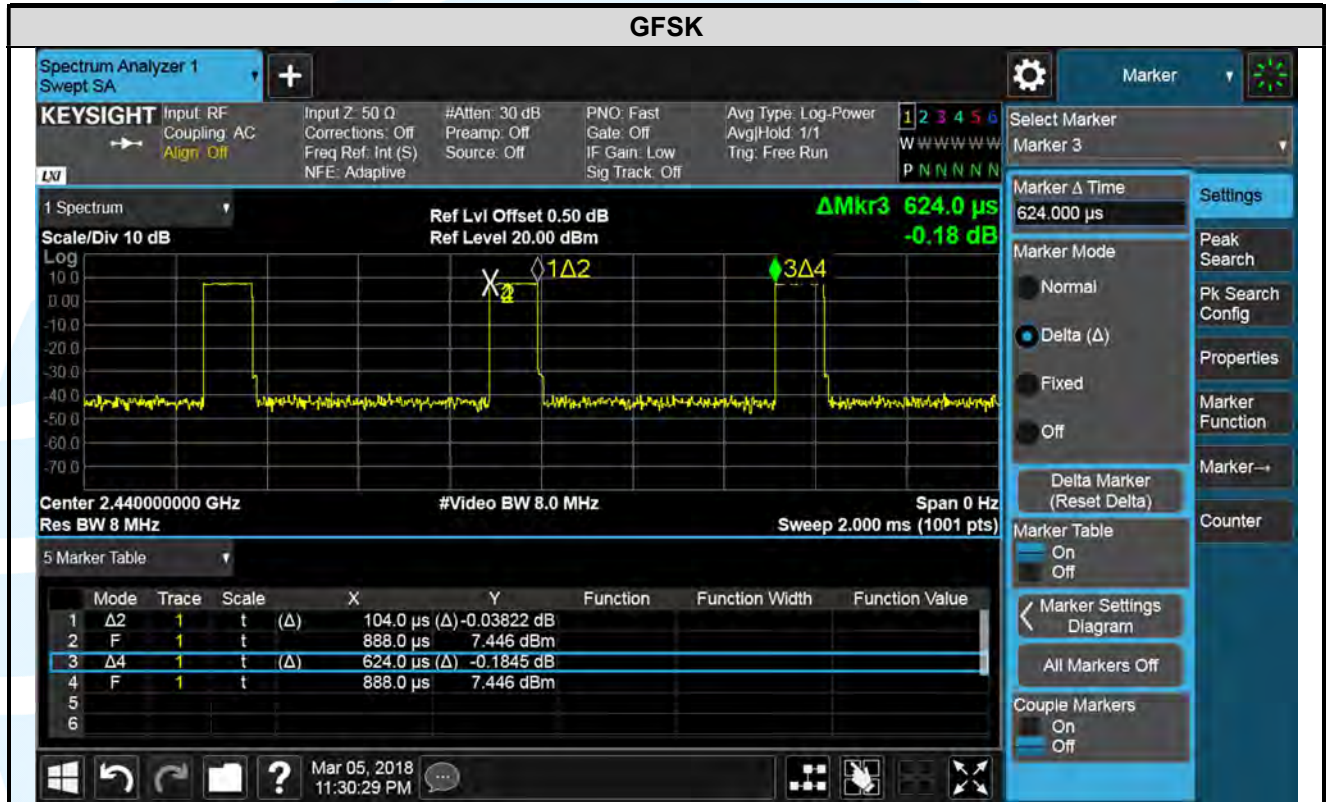 GFSK
Spectrum Analyzer 1
Swept SA
+
Marker
KEYSIGHT
Input: RF
Coupling: AC
Align: Off
Input Z: 50 Ω
Corrections: Off
Freq Ref: Int (S)
NFE: Adaptive
#Atten: 30 dB
Preamp: Off
Source: Off
PNO: Fast
Gate: Off
IF Gain: Low
Sig Track: Off
Avg Type: Log-Power
Avg|Hold: 1/1
Trig: Free Run
1 2 3 4 5 6
W W W W W W
P N N N N N
LXI
Select Marker
Marker 3
1 Spectrum
Ref Lvl Offset 0.50 dB
ΔMkr3 624.0 µs
Scale/Div 10 dB
Ref Level 20.00 dBm
-0.18 dB
Log
10.0
0.00
-10.0
-20.0
-30.0
-40.0
-50.0
-60.0
-70.0
1Δ2
3Δ4
Center 2.440000000 GHz
#Video BW 8.0 MHz
Span 0 Hz
Res BW 8 MHz
Sweep 2.000 ms (1001 pts)
Marker Δ Time
624.000 µs
Marker Mode
Normal
Delta (Δ)
Fixed
Off
Delta Marker
(Reset Delta)
Marker Table
On
Off
Marker Settings
Diagram
All Markers Off
Couple Markers
On
Off
Settings
Peak
Search
Pk Search
Config
Properties
Marker
Function
Marker→
Counter
5 Marker Table
Mode Trace Scale X Y Function Function Width Function Value
1 Δ2 1 t (Δ) 104.0 µs (Δ) -0.03822 dB
2 F 1 t 888.0 µs 7.446 dBm
3 Δ4 1 t (Δ) 624.0 µs (Δ) -0.1845 dB
4 F 1 t 888.0 µs 7.446 dBm
5
6
?
Mar 05, 2018
11:30:29 PM